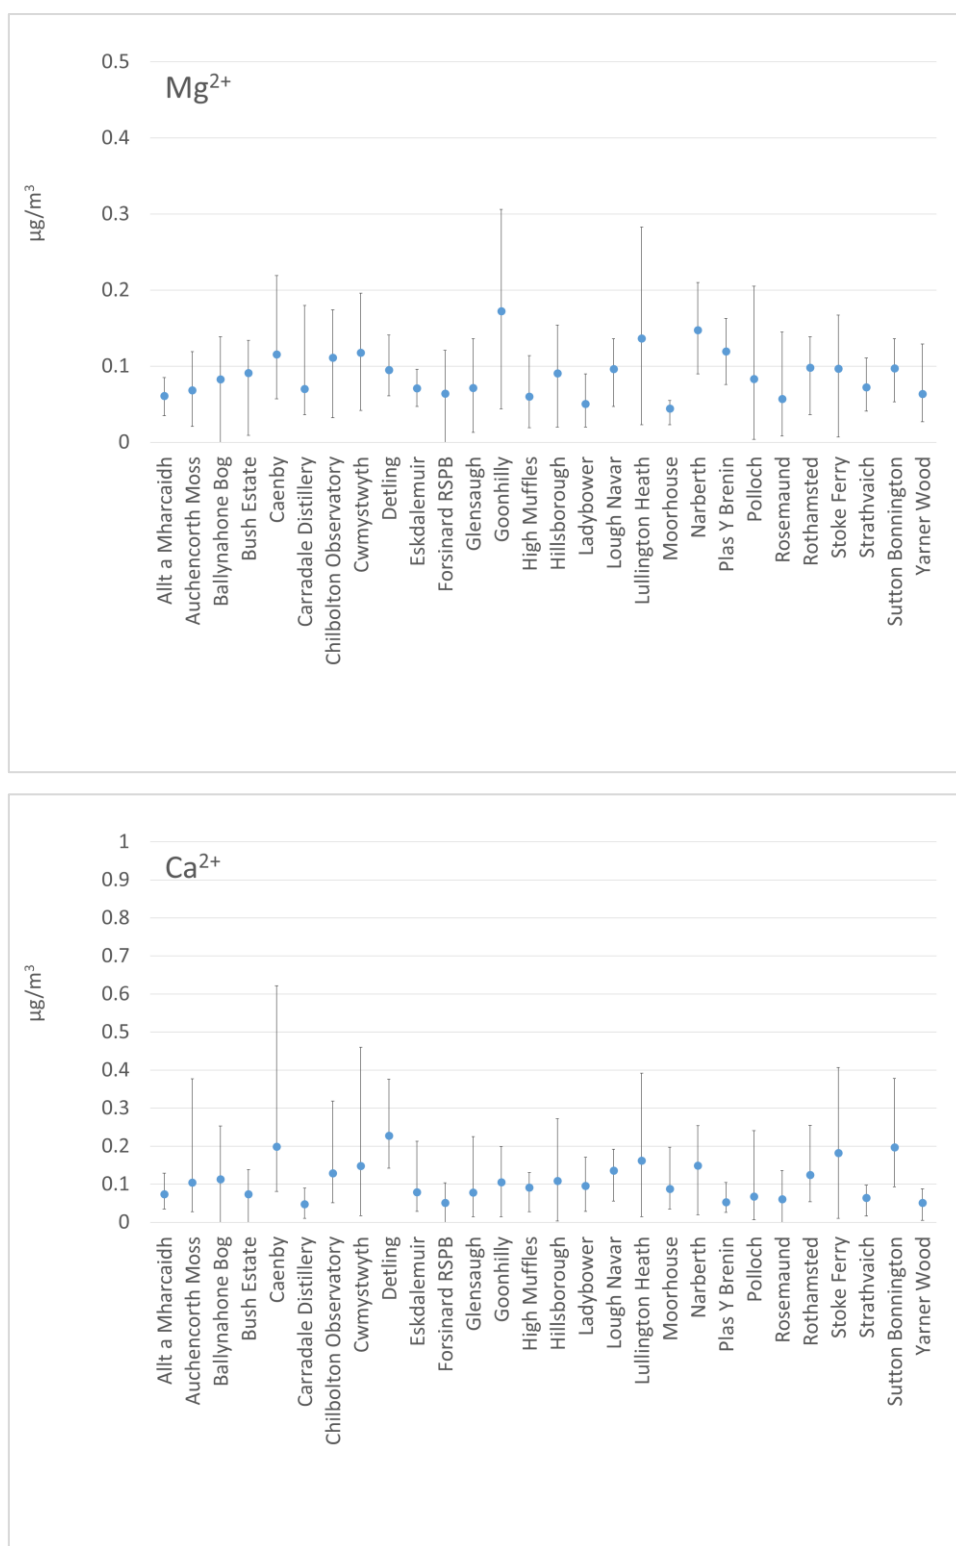 0.5
Mg²⁺
0.4
0.3
µg/m³
0.2
0.1
0
Allt a Mharcaidh
Auchencorth Moss
Ballynahone Bog
Bush Estate
Caenby
Carradale Distillery
Chilbolton Observatory
Cwmystwyth
Detling
Eskdalemuir
Forsinard RSPB
Glensaugh
Goonhilly
High Muffles
Hillsborough
Ladybower
Lough Navar
Lullington Heath
Moorhouse
Narberth
Plas Y Brenin
Polloch
Rosemaund
Rothamsted
Stoke Ferry
Strathvaich
Sutton Bonnington
Yarner Wood
1
Ca²⁺
0.9
0.8
0.7
µg/m³
0.6
0.5
0.4
0.3
0.2
0.1
0
Allt a Mharcaidh
Auchencorth Moss
Ballynahone Bog
Bush Estate
Caenby
Carradale Distillery
Chilbolton Observatory
Cwmystwyth
Detling
Eskdalemuir
Forsinard RSPB
Glensaugh
Goonhilly
High Muffles
Hillsborough
Ladybower
Lough Navar
Lullington Heath
Moorhouse
Narberth
Plas Y Brenin
Polloch
Rosemaund
Rothamsted
Stoke Ferry
Strathvaich
Sutton Bonnington
Yarner Wood